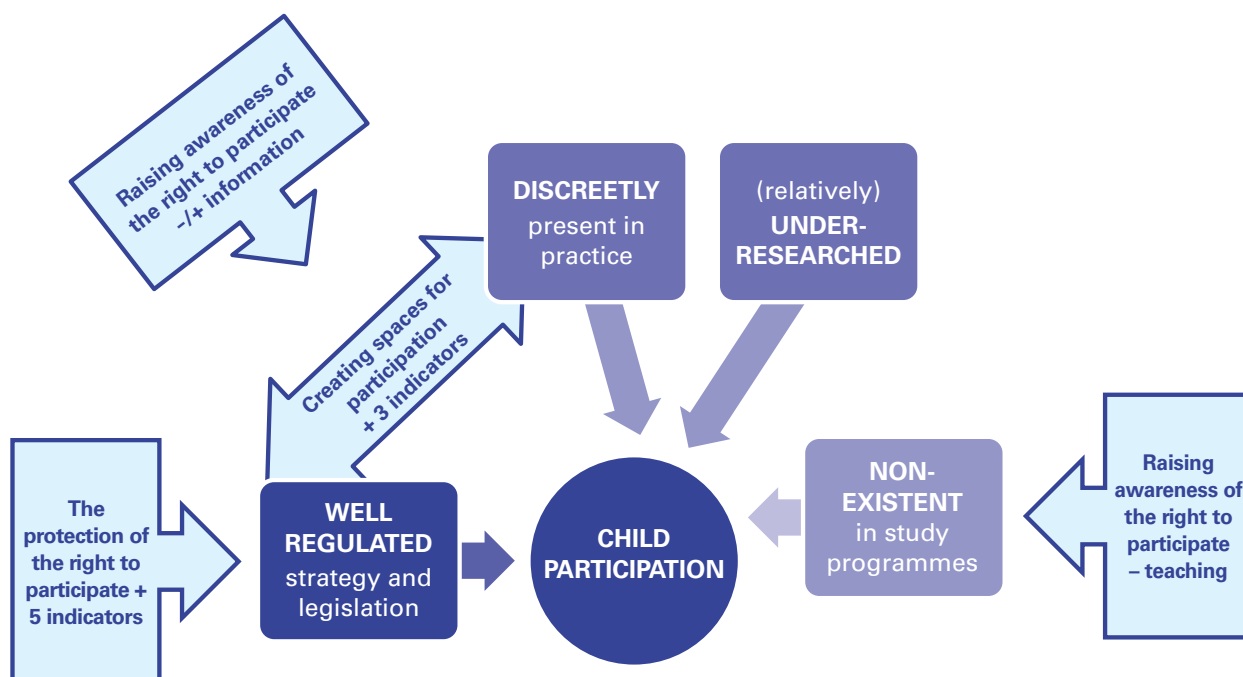 Raising awareness of
the right to participate
-/+ information
DISCREETLY
present in
practice
(relatively)
UNDER-
RESEARCHED
Creating spaces for
participation
+ 3 indicators
The
protection of
the right to
participate +
5 indicators
WELL
REGULATED
strategy and
legislation
CHILD
PARTICIPATION
NON-
EXISTENT
in study
programmes
Raising
awareness of
the right to
participate
– teaching